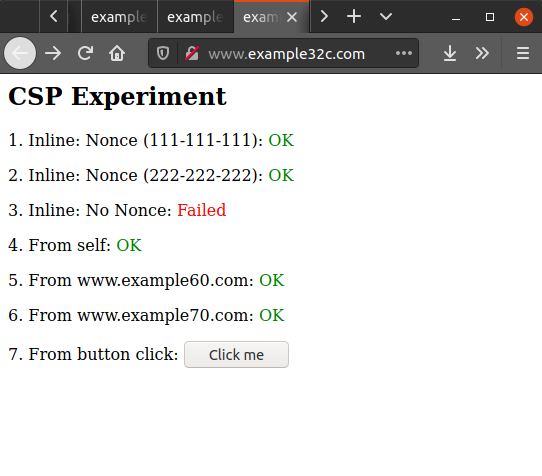 example
example
exam
www.example32c.com
CSP Experiment
1. Inline: Nonce (111-111-111): OK
2. Inline: Nonce (222-222-222): OK
3. Inline: No Nonce: Failed
4. From self: OK
5. From www.example60.com: OK
6. From www.example70.com: OK
7. From button click: Click me